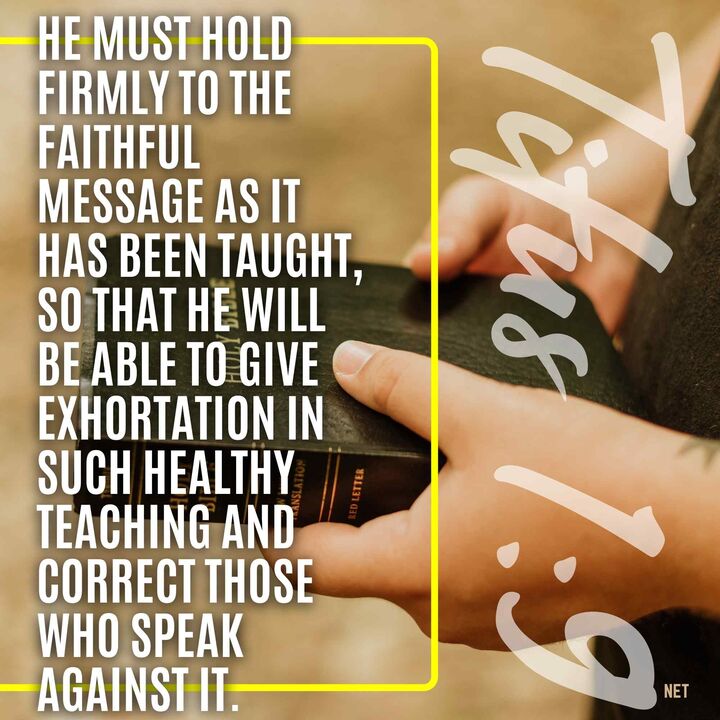 HE MUST HOLD
FIRMLY TO THE
FAITHFUL
MESSAGE AS IT
HAS BEEN TAUGHT,
SO THAT HE WILL
BE ABLE TO GIVE
EXHORTATION IN
SUCH HEALTHY
TEACHING AND
CORRECT THOSE
WHO SPEAK
AGAINST IT.
Titus 1:9
HOLY BIBLE
TRANSLATION
RED LETTER
NET